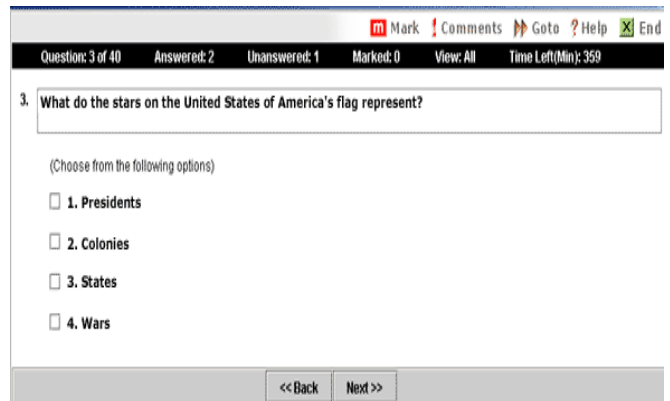 m Mark ! Comments Goto ? Help X End
Question: 3 of 40 Answered: 2 Unanswered: 1 Marked: 0 View: All Time Left(Min): 359
3. What do the stars on the United States of America's flag represent?
(Choose from the following options)
1. Presidents
2. Colonies
3. States
4. Wars
<< Back Next >>